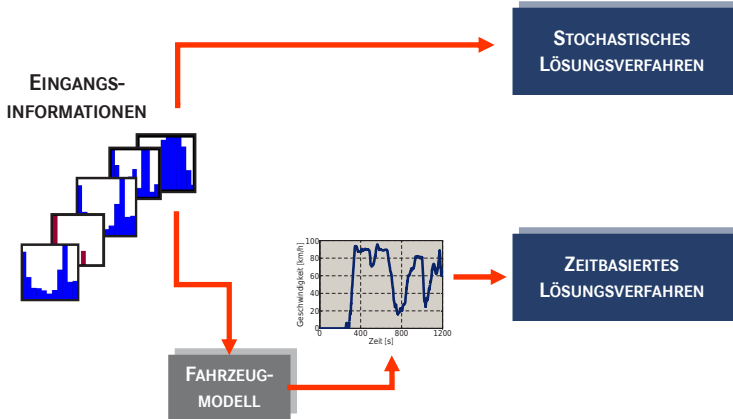 STOCHASTISCHES
LÖSUNGSVERFAHREN
EINGANGS-
INFORMATIONEN
Geschwindigkeit [km/h]
100
80
60
40
20
0
0 400 800 1200
Zeit [s]
ZEITBASIERTES
LÖSUNGSVERFAHREN
FAHRZEUG-
MODELL